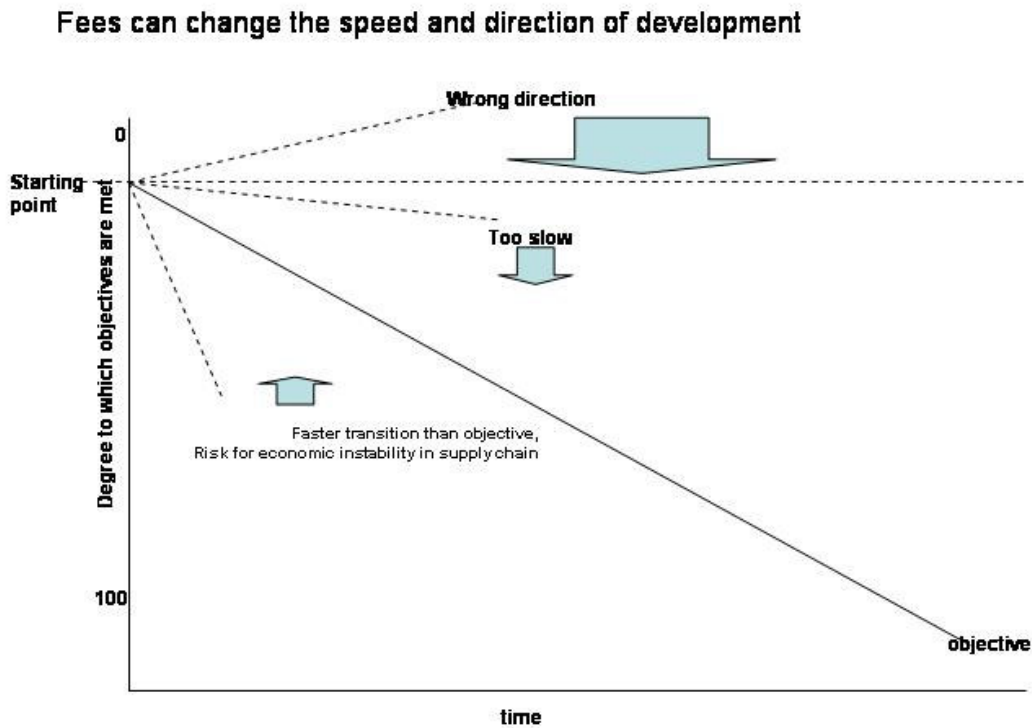 Fees can change the speed and direction of development
Wrong direction
0
Starting
point
Too slow
Degree to which objectives are met
Faster transition than objective,
Risk for economic instability in supply chain
100
objective
time